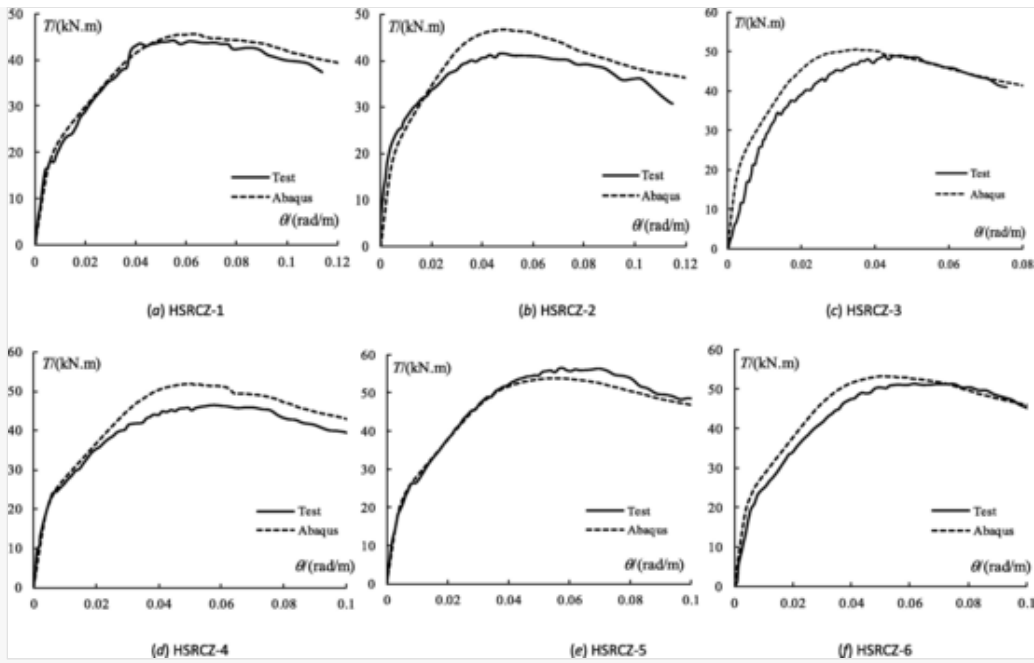 50
T/(kN.m)
40
30
20
10
0
Test
Abaqus
θ/(rad/m)
0 0.02 0.04 0.06 0.08 0.1 0.12
(a) HSRCZ-1
50
T/(kN.m)
40
30
20
10
0
Test
Abaqus
θ/(rad/m)
0 0.02 0.04 0.06 0.08 0.1 0.12
(b) HSRCZ-2
60
T/(kN.m)
50
40
30
20
10
0
Test
Abaqus
θ/(rad/m)
0 0.02 0.04 0.06 0.08
(c) HSRCZ-3
60
T/(kN.m)
50
40
30
20
10
0
Test
Abaqus
θ/(rad/m)
0 0.02 0.04 0.06 0.08 0.1
(d) HSRCZ-4
60
T/(kN.m)
50
40
30
20
10
0
Test
Abaqus
θ/(rad/m)
0 0.02 0.04 0.06 0.08 0.1
(e) HSRCZ-5
60
T/(kN.m)
50
40
30
20
10
0
Test
Abaqus
θ/(rad/m)
0 0.02 0.04 0.06 0.08 0.1
(f) HSRCZ-6